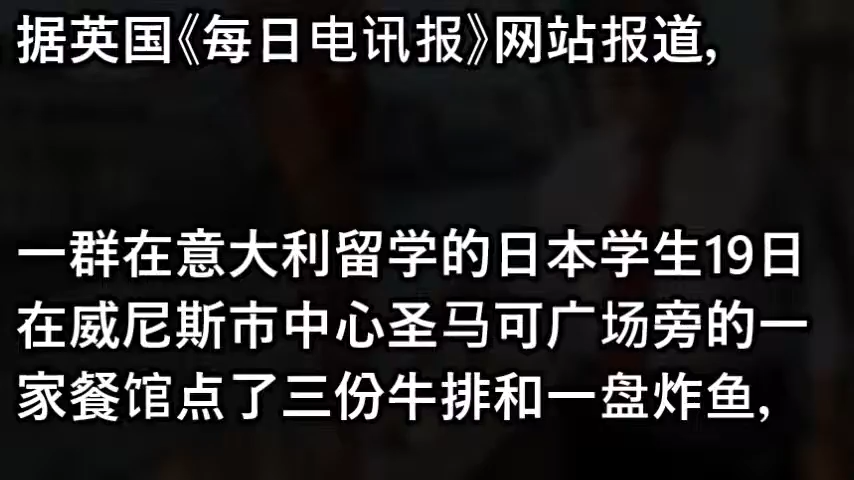 据英国《每日电讯报》网站报道,
一群在意大利留学的日本学生19日
在威尼斯市中心圣马可广场旁的一
家餐馆点了三份牛排和一盘炸鱼,